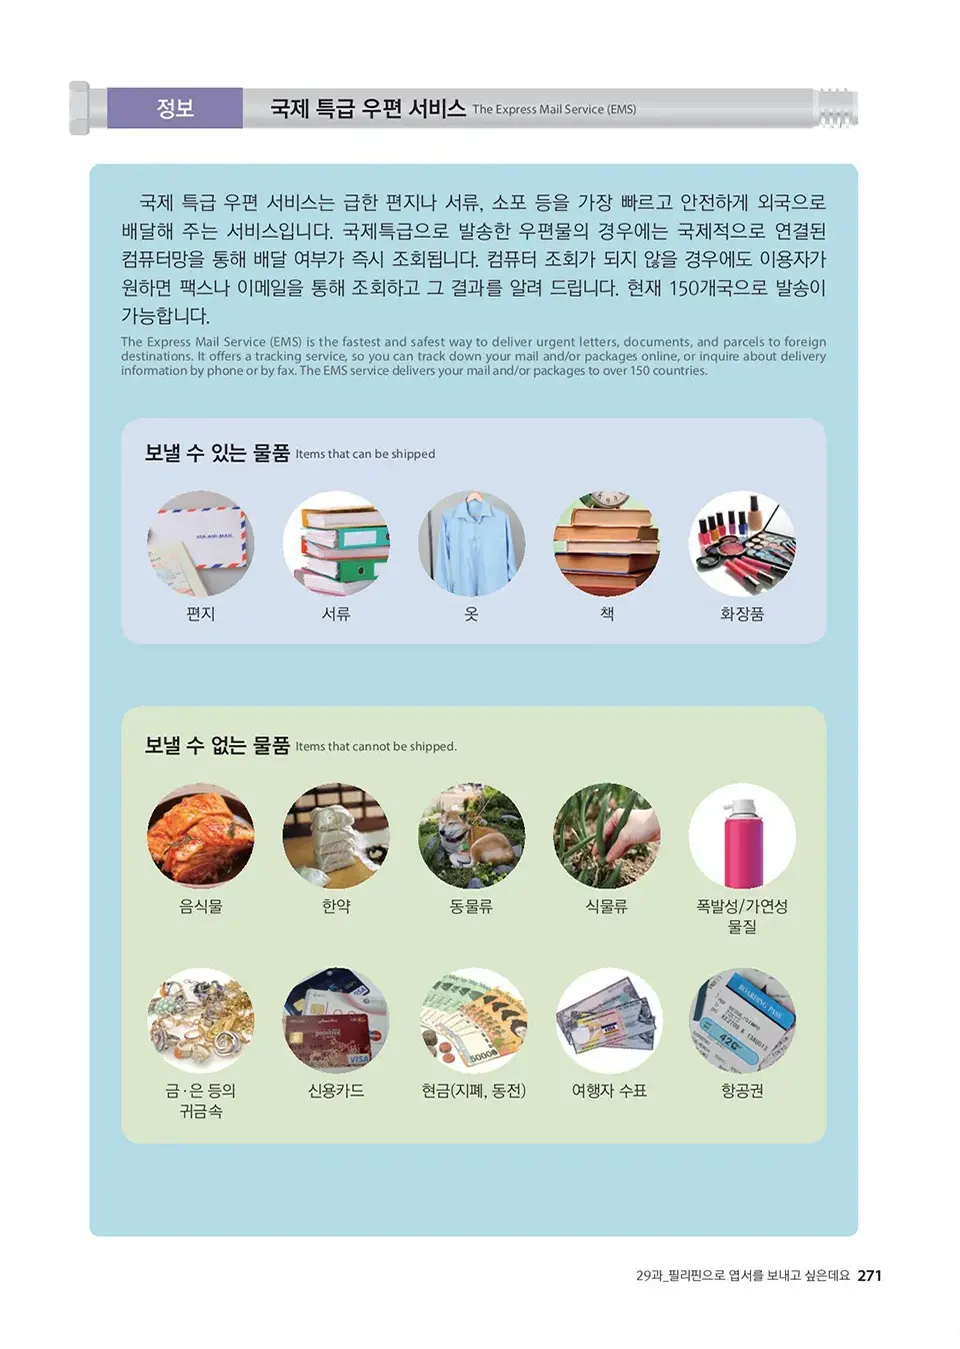 정보
국제 특급 우편 서비스 The Express Mail Service (EMS)
국제 특급 우편 서비스는 급한 편지나 서류, 소포 등을 가장 빠르고 안전하게 외국으로
배달해 주는 서비스입니다. 국제특급으로 발송한 우편물의 경우에는 국제적으로 연결된
컴퓨터망을 통해 배달 여부가 즉시 조회됩니다. 컴퓨터 조회가 되지 않을 경우에도 이용자가
원하면 팩스나 이메일을 통해 조회하고 그 결과를 알려 드립니다. 현재 150개국으로 발송이
가능합니다.
The Express Mail Service (EMS) is the fastest and safest way to deliver urgent letters, documents, and parcels to foreign
destinations. It offers a tracking service, so you can track down your mail and/or packages online, or inquire about delivery
information by phone or by fax. The EMS service delivers your mail and/or packages to over 150 countries.
보낼 수 있는 물품 Items that can be shipped
VIA AIR MAIL
편지 서류 옷 책 화장품
보낼 수 없는 물품 Items that cannot be shipped.
음식물 한약 동물류 식물류 폭발성/가연성
물질
VISA
VISA
50000
BOARDING PASS
42G
금·은 등의 신용카드 현금(지폐, 동전) 여행자 수표 항공권
귀금속
29과_필리핀으로 엽서를 보내고 싶은데요 271